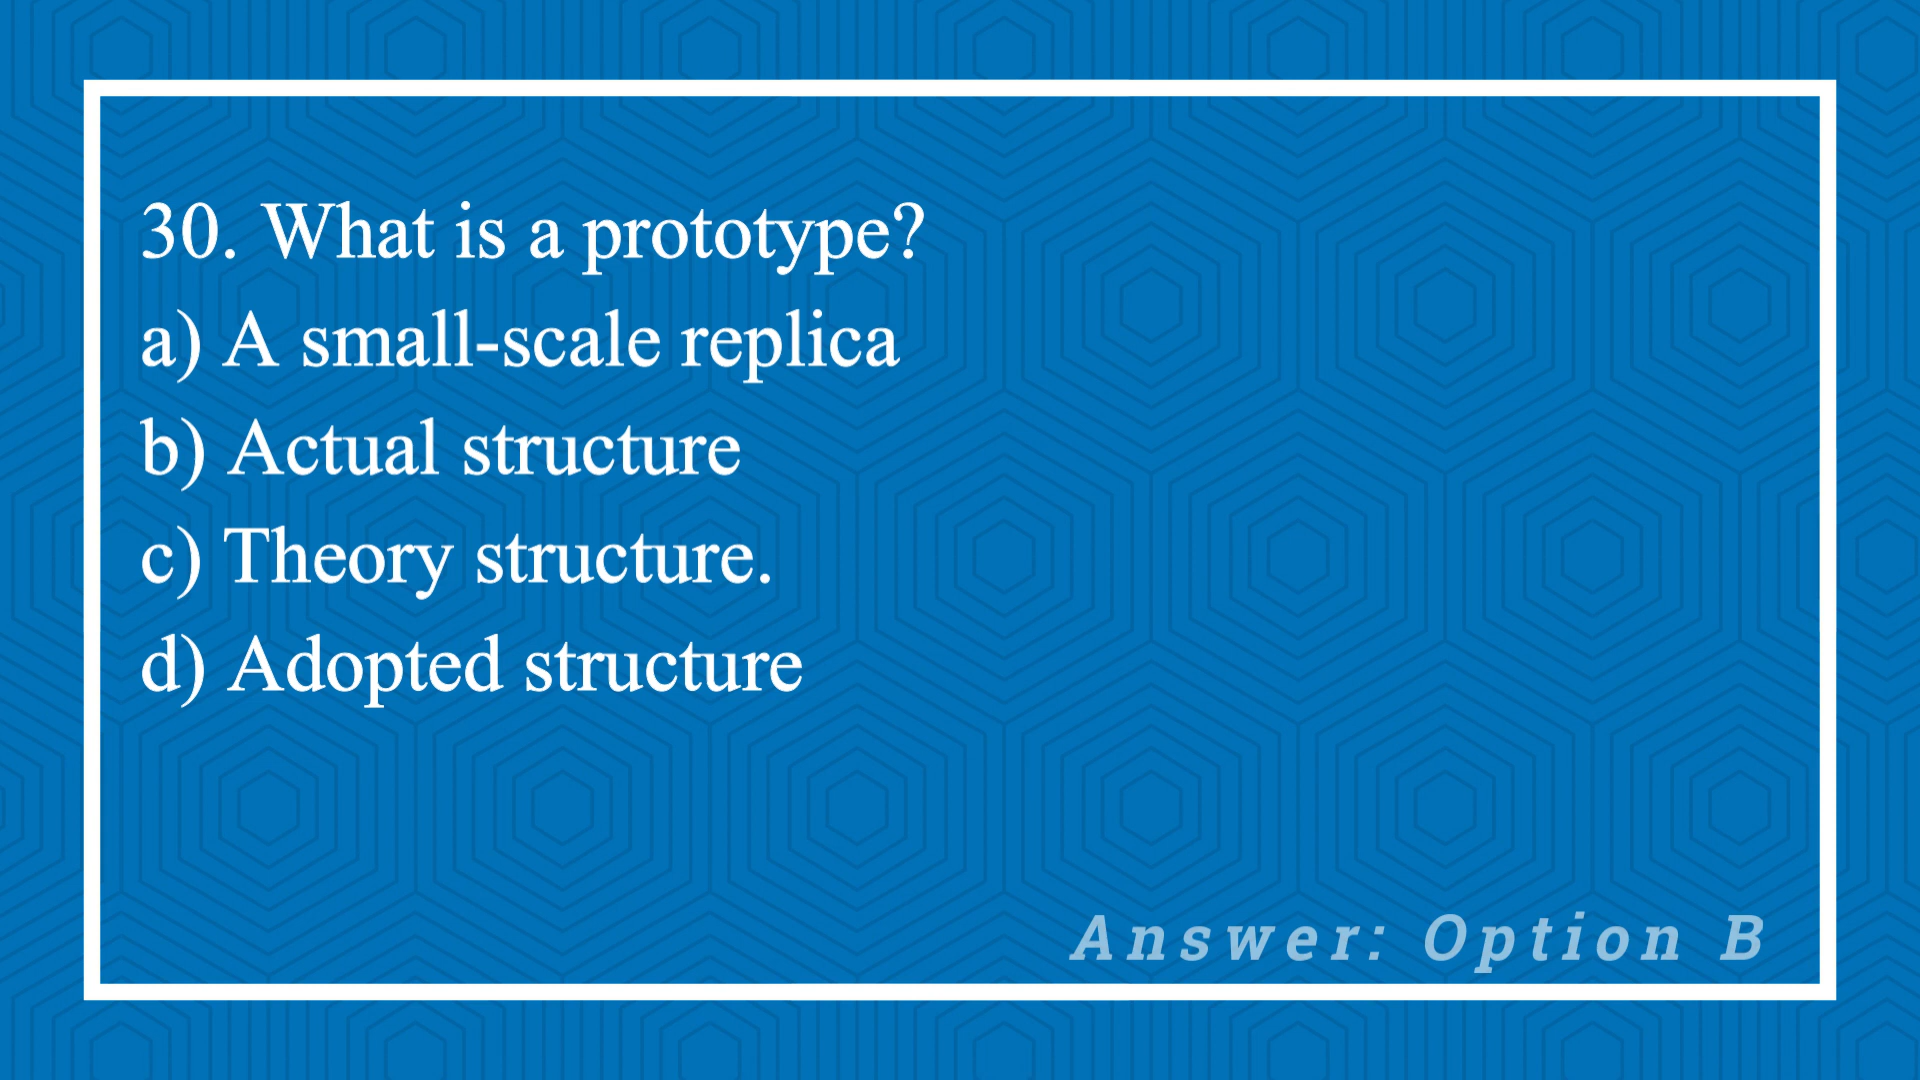 30. What is a prototype?
a) A small-scale replica
b) Actual structure
c) Theory structure.
d) Adopted structure
Answer: Option B